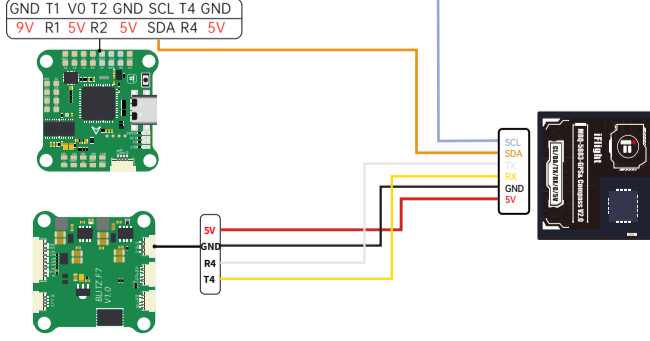 GND T1 V0 T2 GND SCL T4 GND
9V R1 5V R2 5V SDA R4 5V
SCL
SDA
TX
RX
GND
5V
iFlight
M8Q-5883-GPS& Compass V2.0
5V
GND
R4
T4
BLITZ F7
V1.0